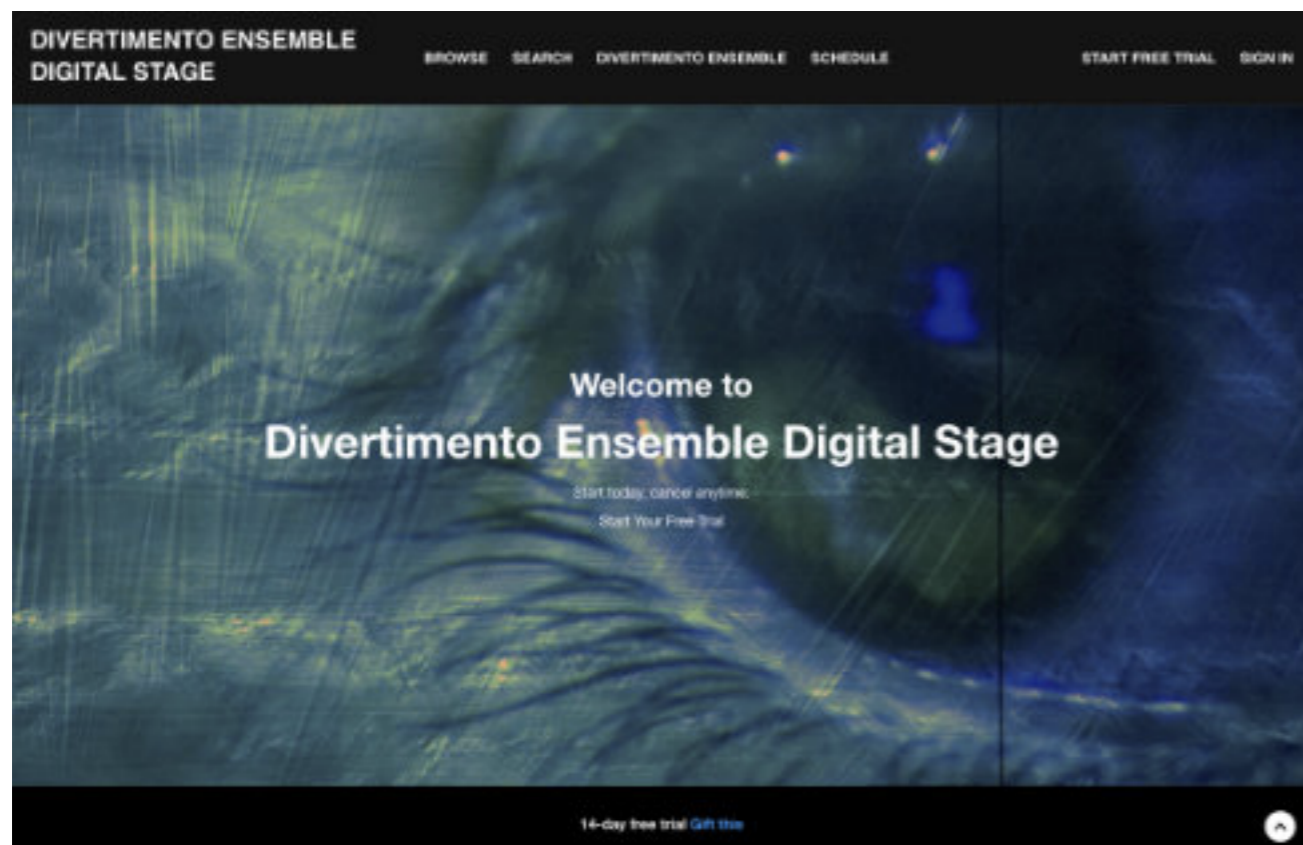 DIVERTIMENTO ENSEMBLE
DIGITAL STAGE
BROWSE SEARCH DIVERTIMENTO ENSEMBLE SCHEDULE
START FREE TRIAL SIGN IN
Welcome to
Divertimento Ensemble Digital Stage
Start today, cancel anytime.
Start Your Free Trial
14-day free trial Gift this